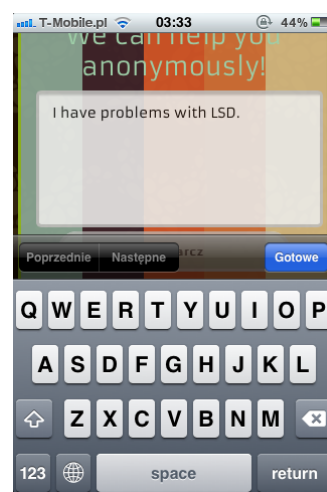 T-Mobile.pl 03:33 44%
We can help you
anonymously!
I have problems with LSD.
Poprzednie Następne arcz Gotowe
Q W E R T Y U I O P
A S D F G H J K L
Z X C V B N M
123 space return